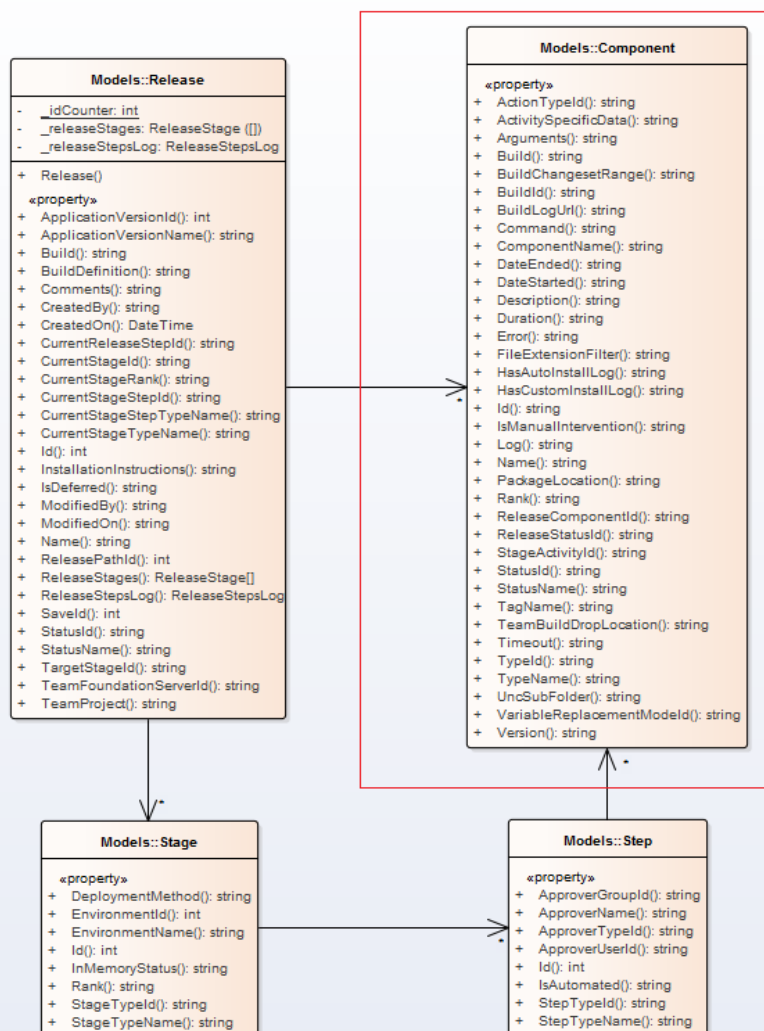 Models::Release
- _idCounter: int
- _releaseStages: ReleaseStage ([])
- _releaseStepsLog: ReleaseStepsLog
+ Release()
«property»
+ ApplicationVersionId(): int
+ ApplicationVersionName(): string
+ Build(): string
+ BuildDefinition(): string
+ Comments(): string
+ CreatedBy(): string
+ CreatedOn(): DateTime
+ CurrentReleaseStepId(): string
+ CurrentStageId(): string
+ CurrentStageRank(): string
+ CurrentStageStepId(): string
+ CurrentStageStepTypeName(): string
+ CurrentStageTypeName(): string
+ Id(): int
+ InstallationInstructions(): string
+ IsDeferred(): string
+ ModifiedBy(): string
+ ModifiedOn(): string
+ Name(): string
+ ReleasePathId(): int
+ ReleaseStages(): ReleaseStage[]
+ ReleaseStepsLog(): ReleaseStepsLog
+ SaveId(): int
+ StatusId(): string
+ StatusName(): string
+ TargetStageId(): string
+ TeamFoundationServerId(): string
+ TeamProject(): string
*
Models::Component
«property»
+ ActionTypeId(): string
+ ActivitySpecificData(): string
+ Arguments(): string
+ Build(): string
+ BuildChangesetRange(): string
+ BuildId(): string
+ BuildLogUrl(): string
+ Command(): string
+ ComponentName(): string
+ DateEnded(): string
+ DateStarted(): string
+ Description(): string
+ Duration(): string
+ Error(): string
+ FileExtensionFilter(): string
+ HasAutoInstallLog(): string
+ HasCustomInstallLog(): string
+ Id(): string
+ IsManualIntervention(): string
+ Log(): string
+ Name(): string
+ PackageLocation(): string
+ Rank(): string
+ ReleaseComponentId(): string
+ ReleaseStatusId(): string
+ StageActivityId(): string
+ StatusId(): string
+ StatusName(): string
+ TagName(): string
+ TeamBuildDropLocation(): string
+ Timeout(): string
+ TypeId(): string
+ TypeName(): string
+ UncSubFolder(): string
+ VariableReplacementModeId(): string
+ Version(): string
*
*
Models::Stage
«property»
+ DeploymentMethod(): string
+ EnvironmentId(): int
+ EnvironmentName(): string
+ Id(): int
+ InMemoryStatus(): string
+ Rank(): string
+ StageTypeId(): string
+ StageTypeName(): string
*
Models::Step
«property»
+ ApproverGroupId(): string
+ ApproverName(): string
+ ApproverTypeId(): string
+ ApproverUserId(): string
+ Id(): int
+ IsAutomated(): string
+ StepTypeId(): string
+ StepTypeName(): string